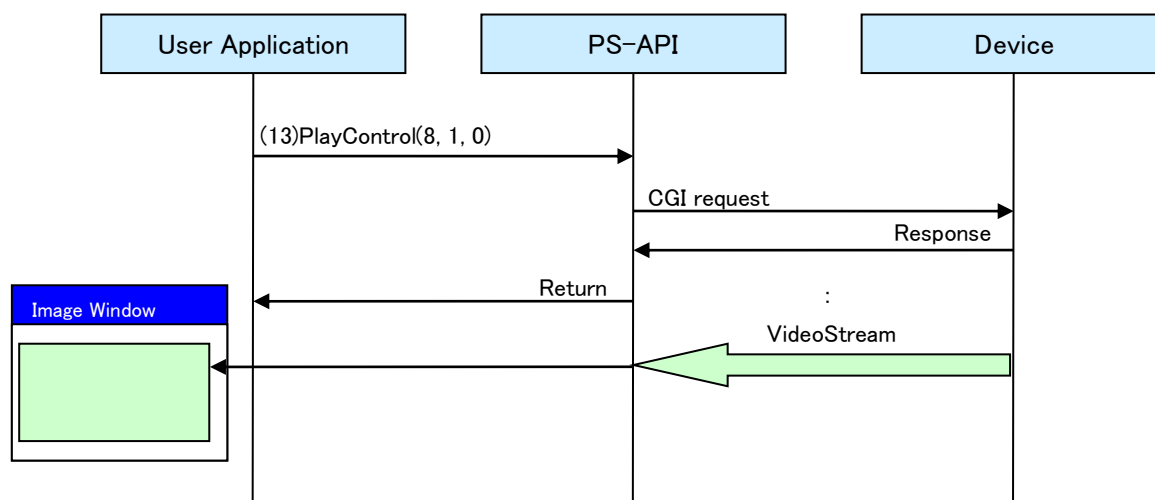 User Application
PS-API
Device
(13)PlayControl(8, 1, 0)
CGI request
Response
Return
:
Image Window
VideoStream